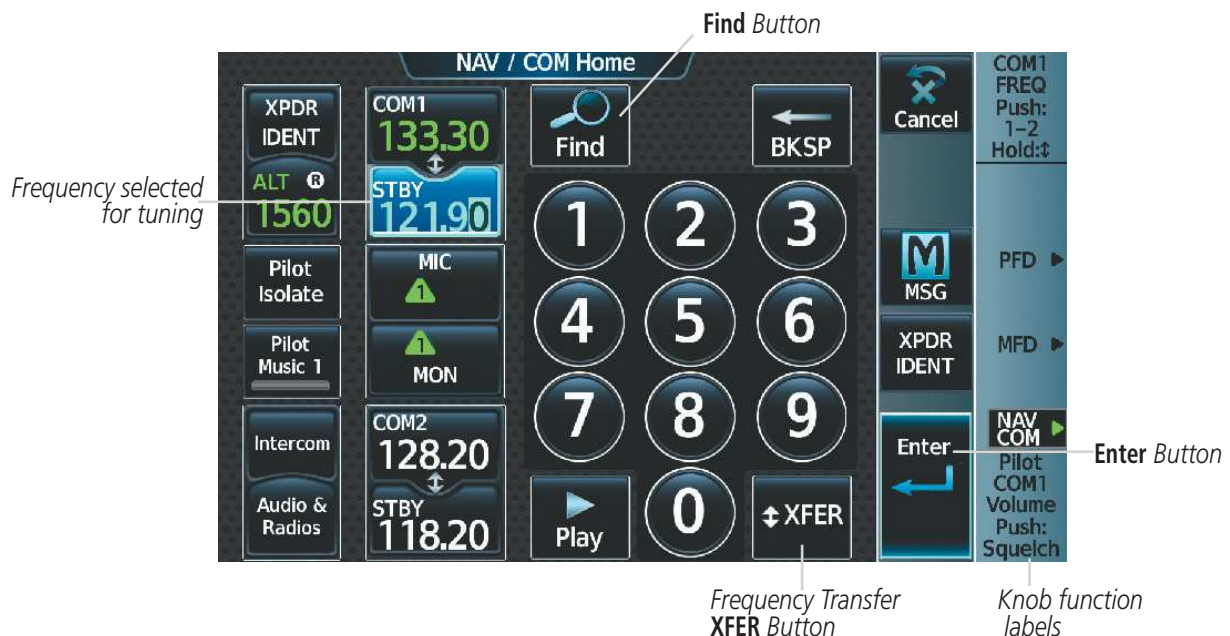 Find Button
NAV / COM Home
XPDR
IDENT
ALT R
1560
Pilot
Isolate
Pilot
Music 1
Intercom
Audio &
Radios
COM1
133.30
STBY
121.90
MIC
1
1
MON
COM2
128.20
STBY
118.20
Find
BKSP
1
2
3
4
5
6
7
8
9
Play
0
↕ XFER
Cancel
M
MSG
XPDR
IDENT
Enter
COM1
FREQ
Push:
1–2
Hold:↕
PFD
MFD
NAV
COM
Pilot
COM1
Volume
Push:
Squelch
Frequency selected
for tuning
Enter Button
Frequency Transfer
XFER Button
Knob function
labels